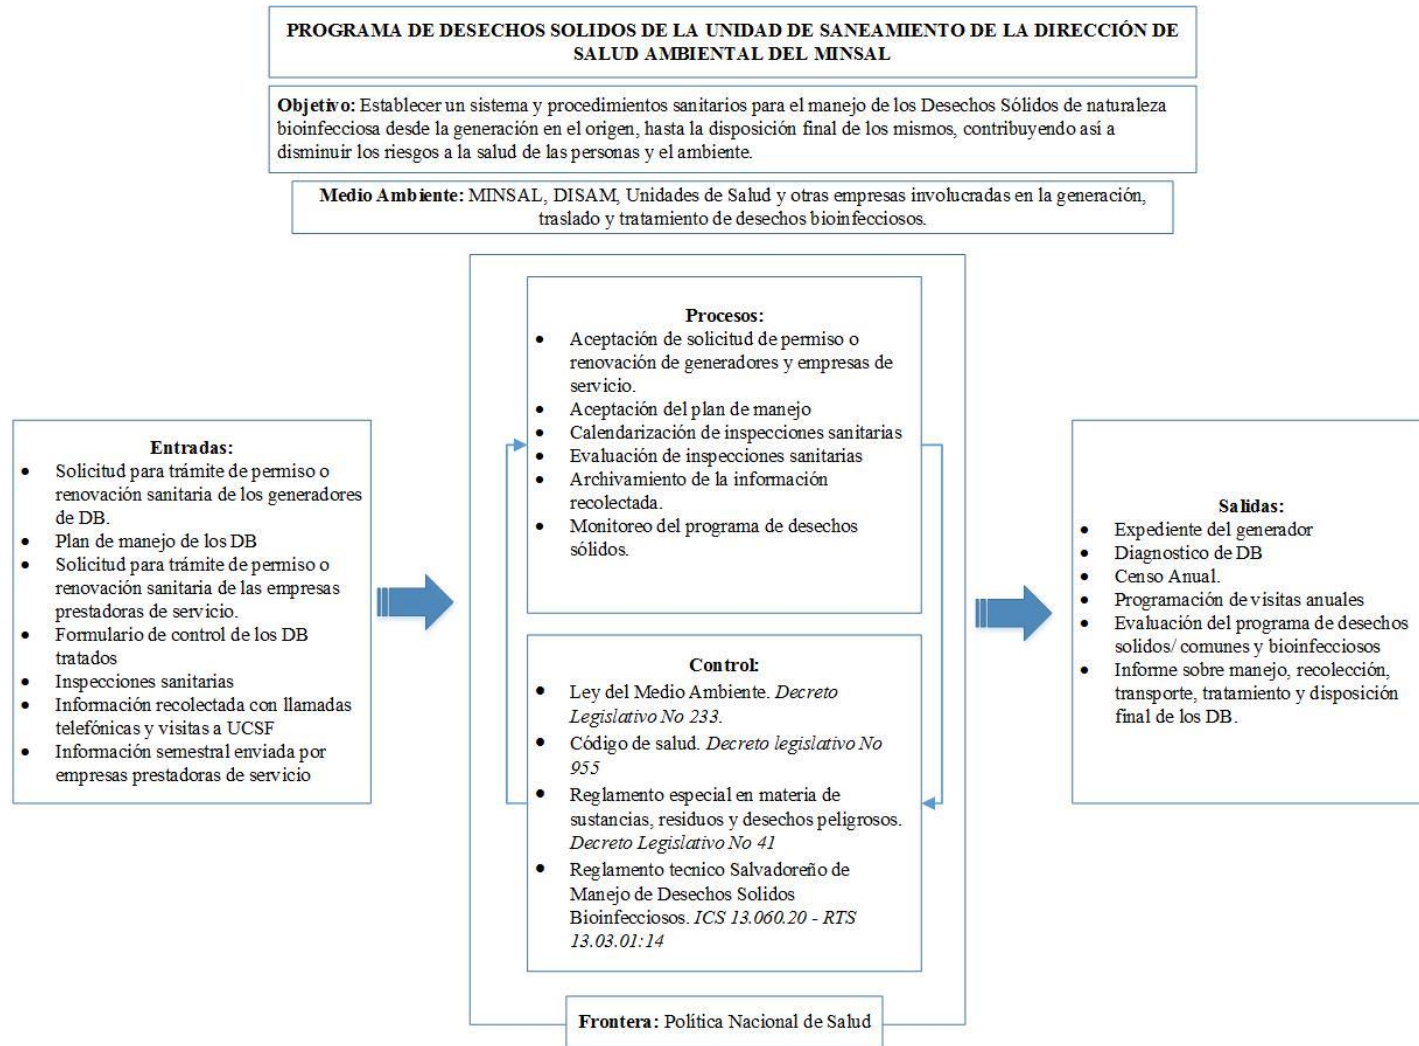 PROGRAMA DE DESECHOS SOLIDOS DE LA UNIDAD DE SANEAMIENTO DE LA DIRECCIÓN DE
SALUD AMBIENTAL DEL MINSAL
Objetivo: Establecer un sistema y procedimientos sanitarios para el manejo de los Desechos Sólidos de naturaleza
bioinfecciosa desde la generación en el origen, hasta la disposición final de los mismos, contribuyendo así a
disminuir los riesgos a la salud de las personas y el ambiente.
Medio Ambiente: MINSAL, DISAM, Unidades de Salud y otras empresas involucradas en la generación,
traslado y tratamiento de desechos bioinfecciosos.
Entradas:
• Solicitud para trámite de permiso o
renovación sanitaria de los generadores
de DB.
• Plan de manejo de los DB
• Solicitud para trámite de permiso o
renovación sanitaria de las empresas
prestadoras de servicio.
• Formulario de control de los DB
tratados
• Inspecciones sanitarias
• Información recolectada con llamadas
telefónicas y visitas a UCSF
• Información semestral enviada por
empresas prestadoras de servicio
Procesos:
• Aceptación de solicitud de permiso o
renovación de generadores y empresas de
servicio.
• Aceptación del plan de manejo
• Calendarización de inspecciones sanitarias
• Evaluación de inspecciones sanitarias
• Archivamiento de la información
recolectada.
• Monitoreo del programa de desechos
sólidos.
Control:
• Ley del Medio Ambiente. Decreto
Legislativo No 233.
• Código de salud. Decreto legislativo No
955
• Reglamento especial en materia de
sustancias, residuos y desechos peligrosos.
Decreto Legislativo No 41
• Reglamento tecnico Salvadoreño de
Manejo de Desechos Solidos
Bioinfecciosos. ICS 13.060.20 - RTS
13.03.01:14
Frontera: Política Nacional de Salud
Salidas:
• Expediente del generador
• Diagnostico de DB
• Censo Anual.
• Programación de visitas anuales
• Evaluación del programa de desechos
solidos/ comunes y bioinfecciosos
• Informe sobre manejo, recolección,
transporte, tratamiento y disposición
final de los DB.